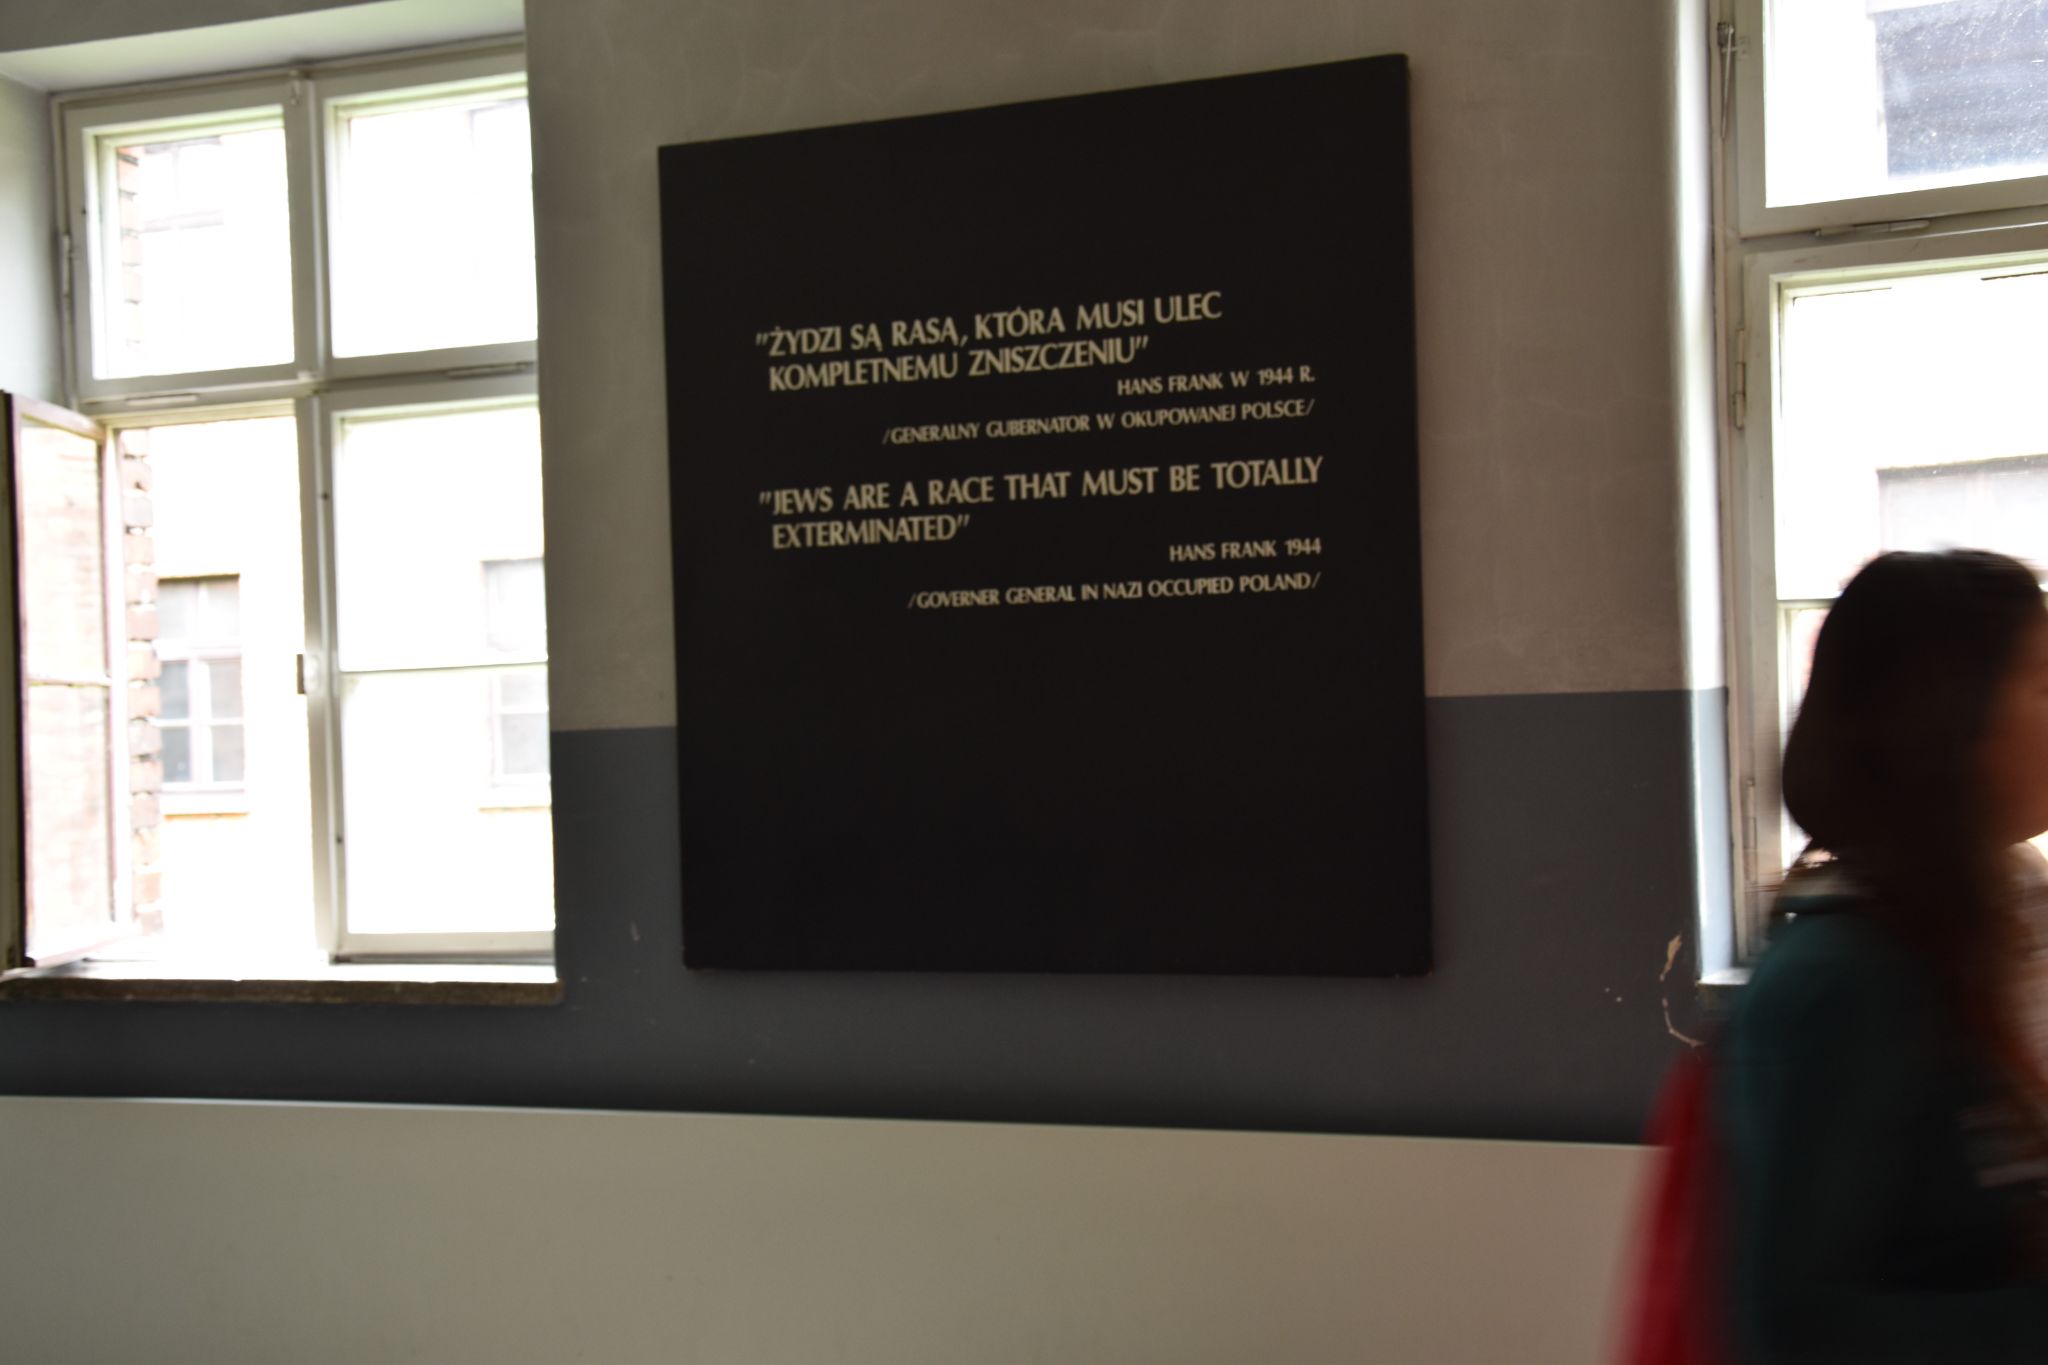 "ŻYDZI SĄ RASĄ, KTÓRA MUSI ULEC
KOMPLETNEMU ZNISZCZENIU"
HANS FRANK W 1944 R.
/GENERALNY GUBERNATOR W OKUPOWANEJ POLSCE/
"JEWS ARE A RACE THAT MUST BE TOTALLY
EXTERMINATED"
HANS FRANK 1944
/GOVERNER GENERAL IN NAZI OCCUPIED POLAND/